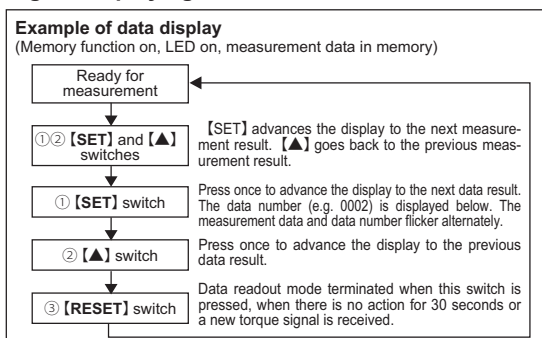 Example of data display
(Memory function on, LED on, measurement data in memory)
Ready for
measurement
①②【SET】and【▲】
switches
【SET】advances the display to the next measure-
ment result. 【▲】goes back to the previous meas-
urement result.
①【SET】switch
Press once to advance the display to the next data result.
The data number (e.g. 0002) is displayed below. The
measurement data and data number flicker alternately.
②【▲】switch
Press once to advance the display to the previous
data result.
③【RESET】switch
Data readout mode terminated when this switch is
pressed, when there is no action for 30 seconds or
a new torque signal is received.